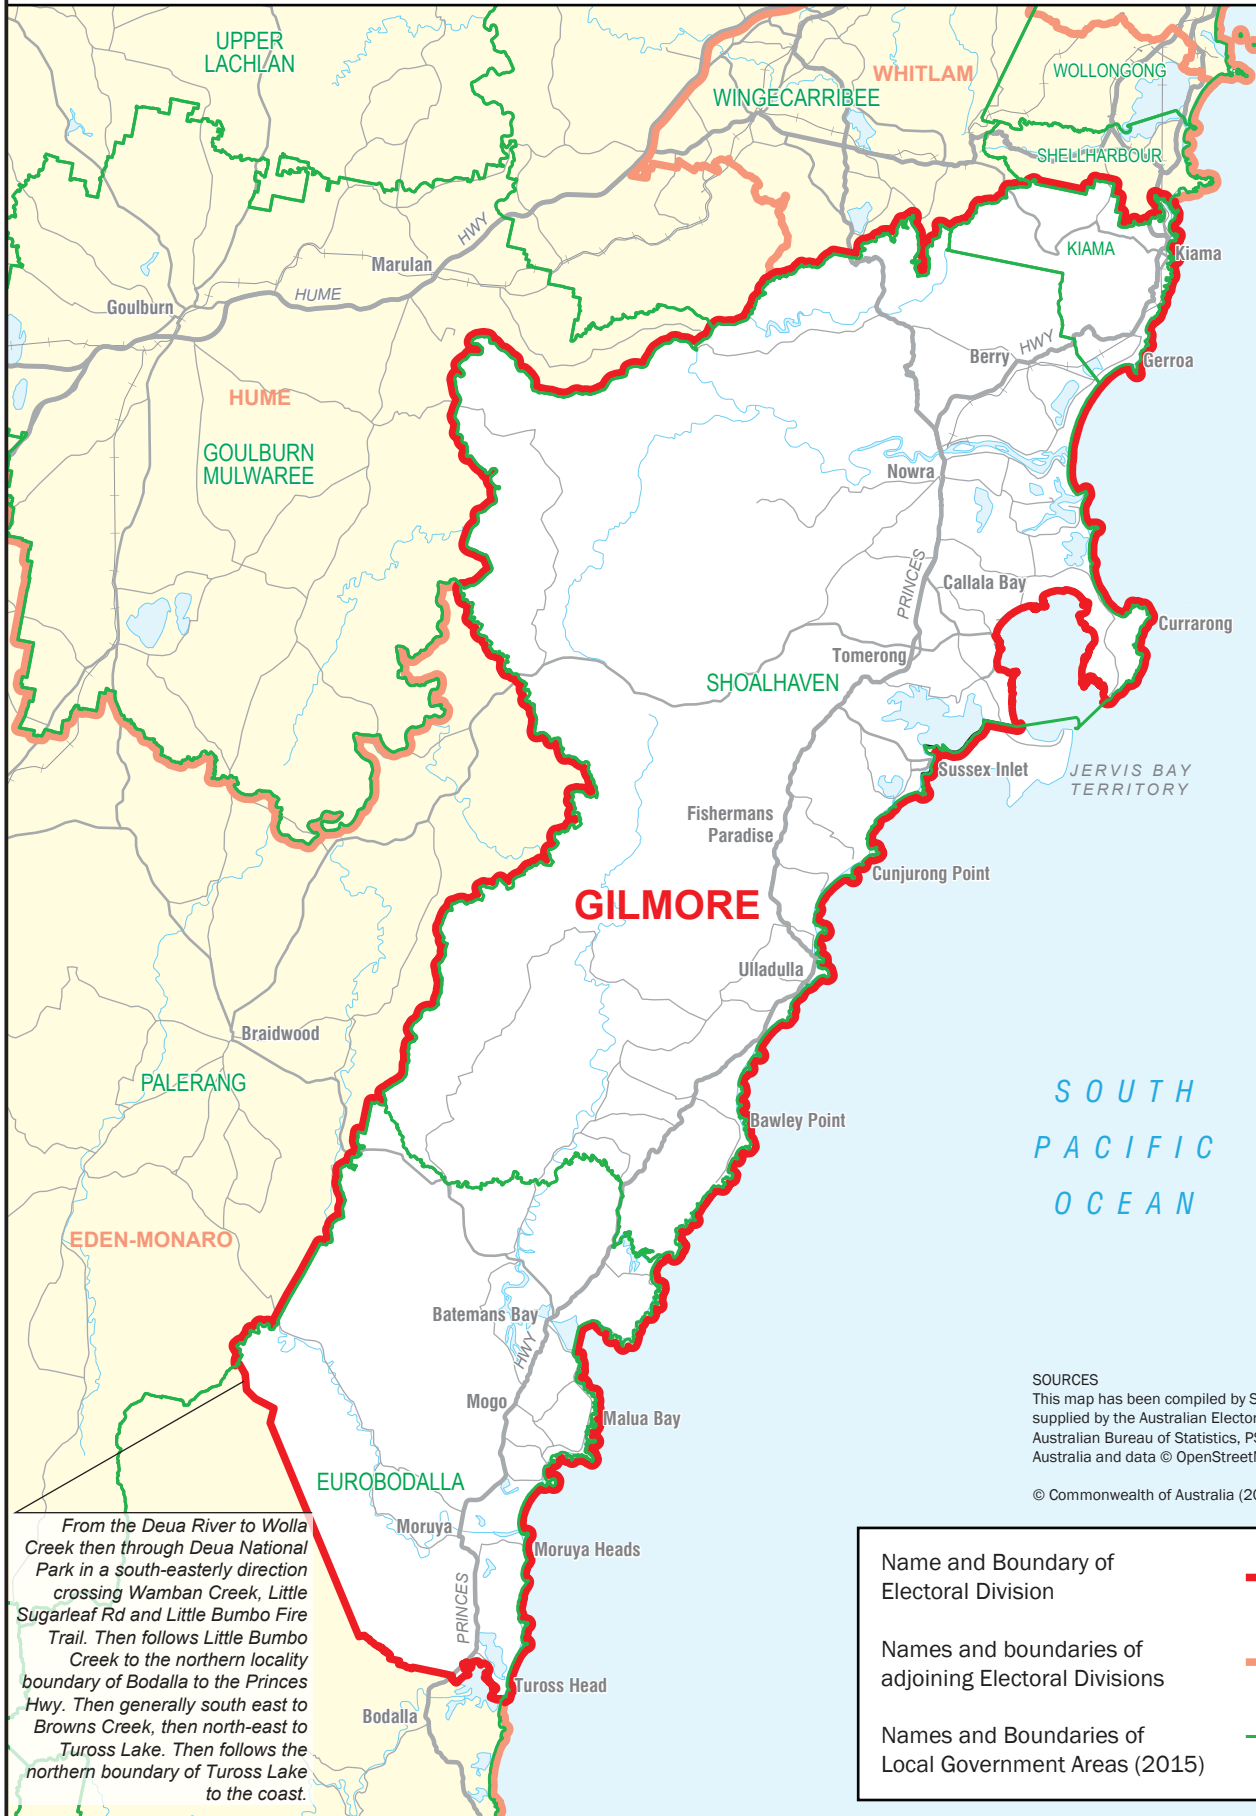 UPPER
LACHLAN
WHITLAM
WOLLONGONG
WINGECARRIBEE
SHELLHARBOUR
HWY
KIAMA
Kiama
Marulan
HUME
Goulburn
HWY
Berry
Gerroa
HUME
GOULBURN
MULWAREE
Nowra
PRINCES
Callala Bay
Currarong
Tomerong
SHOALHAVEN
Sussex Inlet
JERVIS BAY
TERRITORY
Fishermans
Paradise
Cunjurong Point
GILMORE
Ulladulla
Braidwood
PALERANG
Bawley Point
SOUTH
PACIFIC
OCEAN
EDEN-MONARO
Batemans Bay
HWY
Mogo
Malua Bay
EUROBODALLA
Moruya
Moruya Heads
PRINCES
Tuross Head
Bodalla
From the Deua River to Wolla
Creek then through Deua National
Park in a south-easterly direction
crossing Wamban Creek, Little
Sugarleaf Rd and Little Bumbo Fire
Trail. Then follows Little Bumbo
Creek to the northern locality
boundary of Bodalla to the Princes
Hwy. Then generally south east to
Browns Creek, then north-east to
Tuross Lake. Then follows the
northern boundary of Tuross Lake
to the coast.
SOURCES
This map has been compiled by
supplied by the Australian
Australian Bureau of Statistics,
Australia and data ©
© Commonwealth of Australia
Name and Boundary of
Electoral Division
Names and boundaries of
adjoining Electoral Divisions
Names and Boundaries of
Local Government Areas (2015)